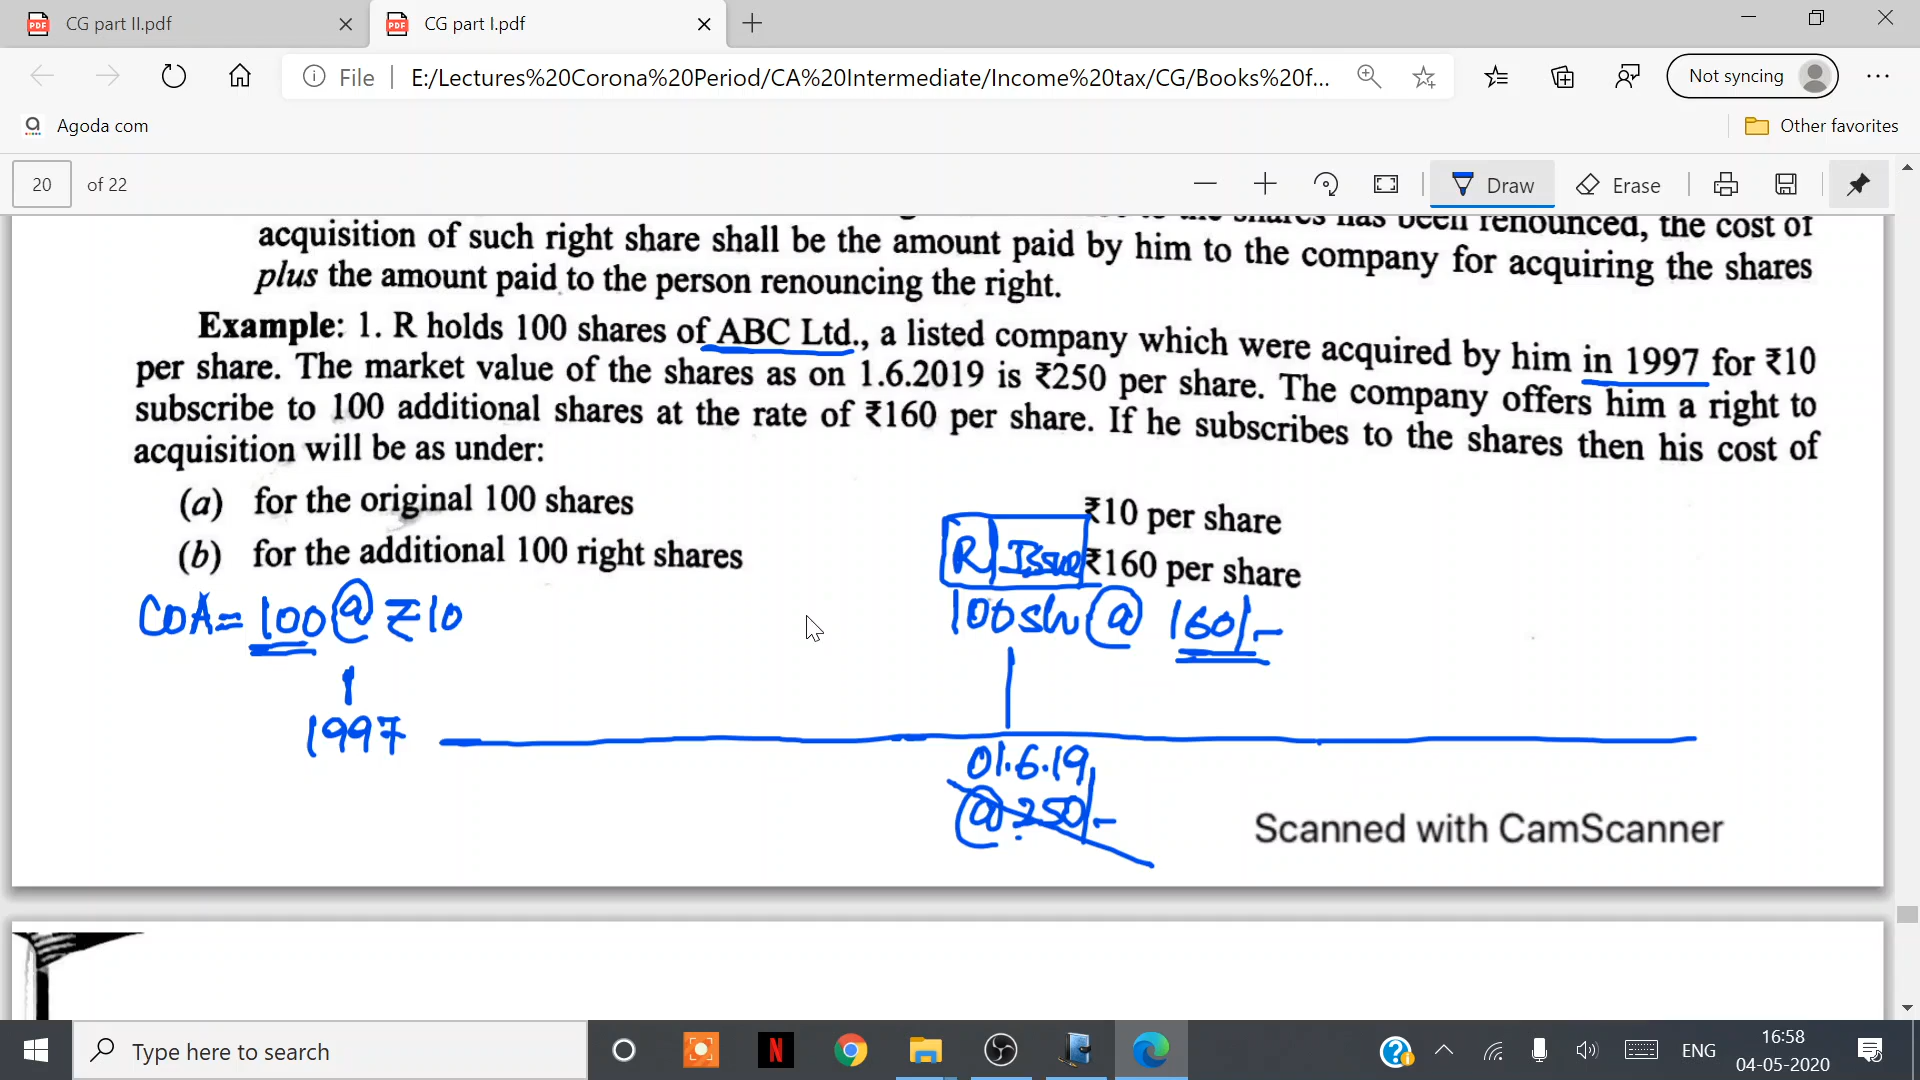 CG part II.pdf
CG part I.pdf
File
E:/Lectures%20Corona%20Period/CA%20Intermediate/Income%20tax/CG/Books%20f...
Not syncing
Agoda com
Other favorites
20 of 22
Draw
Erase
the shares has been renounced, the cost of
acquisition of such right share shall be the amount paid by him to the company for acquiring the shares
plus the amount paid to the person renouncing the right.
Example: 1. R holds 100 shares of ABC Ltd., a listed company which were acquired by him in 1997 for ₹10
per share. The market value of the shares as on 1.6.2019 is ₹250 per share. The company offers him a right to
subscribe to 100 additional shares at the rate of ₹160 per share. If he subscribes to the shares then his cost of
acquisition will be as under:
(a) for the original 100 shares ₹10 per share
(b) for the additional 100 right shares ₹160 per share
R Issue
COA = 100 @ ₹10
100 sh @ 160/-
1997
01.6.19
@ 250/-
Scanned with CamScanner
Type here to search
ENG
16:58
04-05-2020